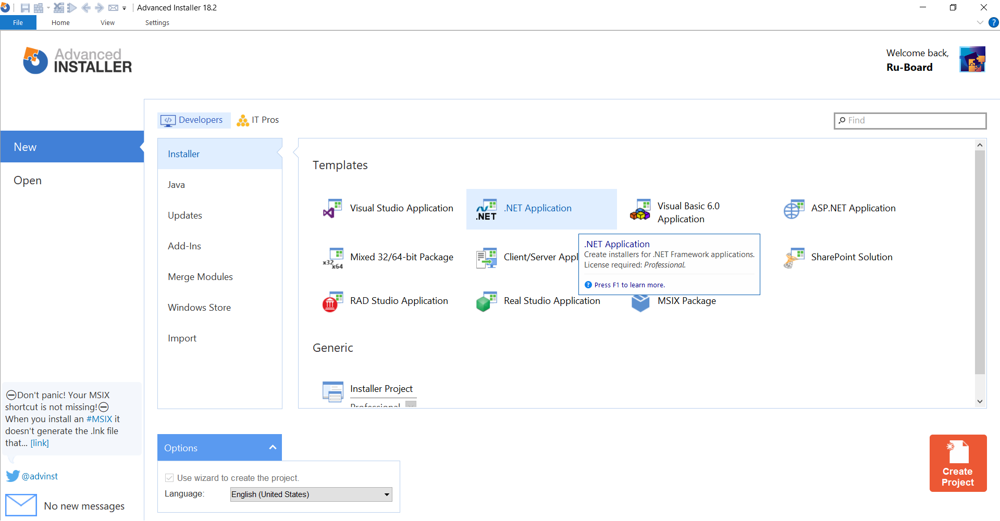 Advanced Installer 18.2
File
Home
View
Settings
?
Advanced
INSTALLER
Welcome back,
Ru-Board
Developers
IT Pros
Find
New
Open
Installer
Java
Updates
Add-Ins
Merge Modules
Windows Store
Import
Templates
Visual Studio Application
.NET
.NET Application
Visual Basic 6.0
Application
ASP.NET Application
x32
x64
Mixed 32/64-bit Package
Client/Server Appl
SharePoint Solution
.NET Application
Create installers for .NET Framework applications.
License required: Professional.
? Press F1 to learn more.
RAD Studio Application
Real Studio Application
MSIX Package
Generic
Installer Project
Professional
⊖Don't panic! Your MSIX
shortcut is not missing!⊖
When you install an #MSIX it
doesn't generate the .lnk file
that... [link]
@advinst
No new messages
Options
Use wizard to create the project.
Language:
English (United States)
Create
Project